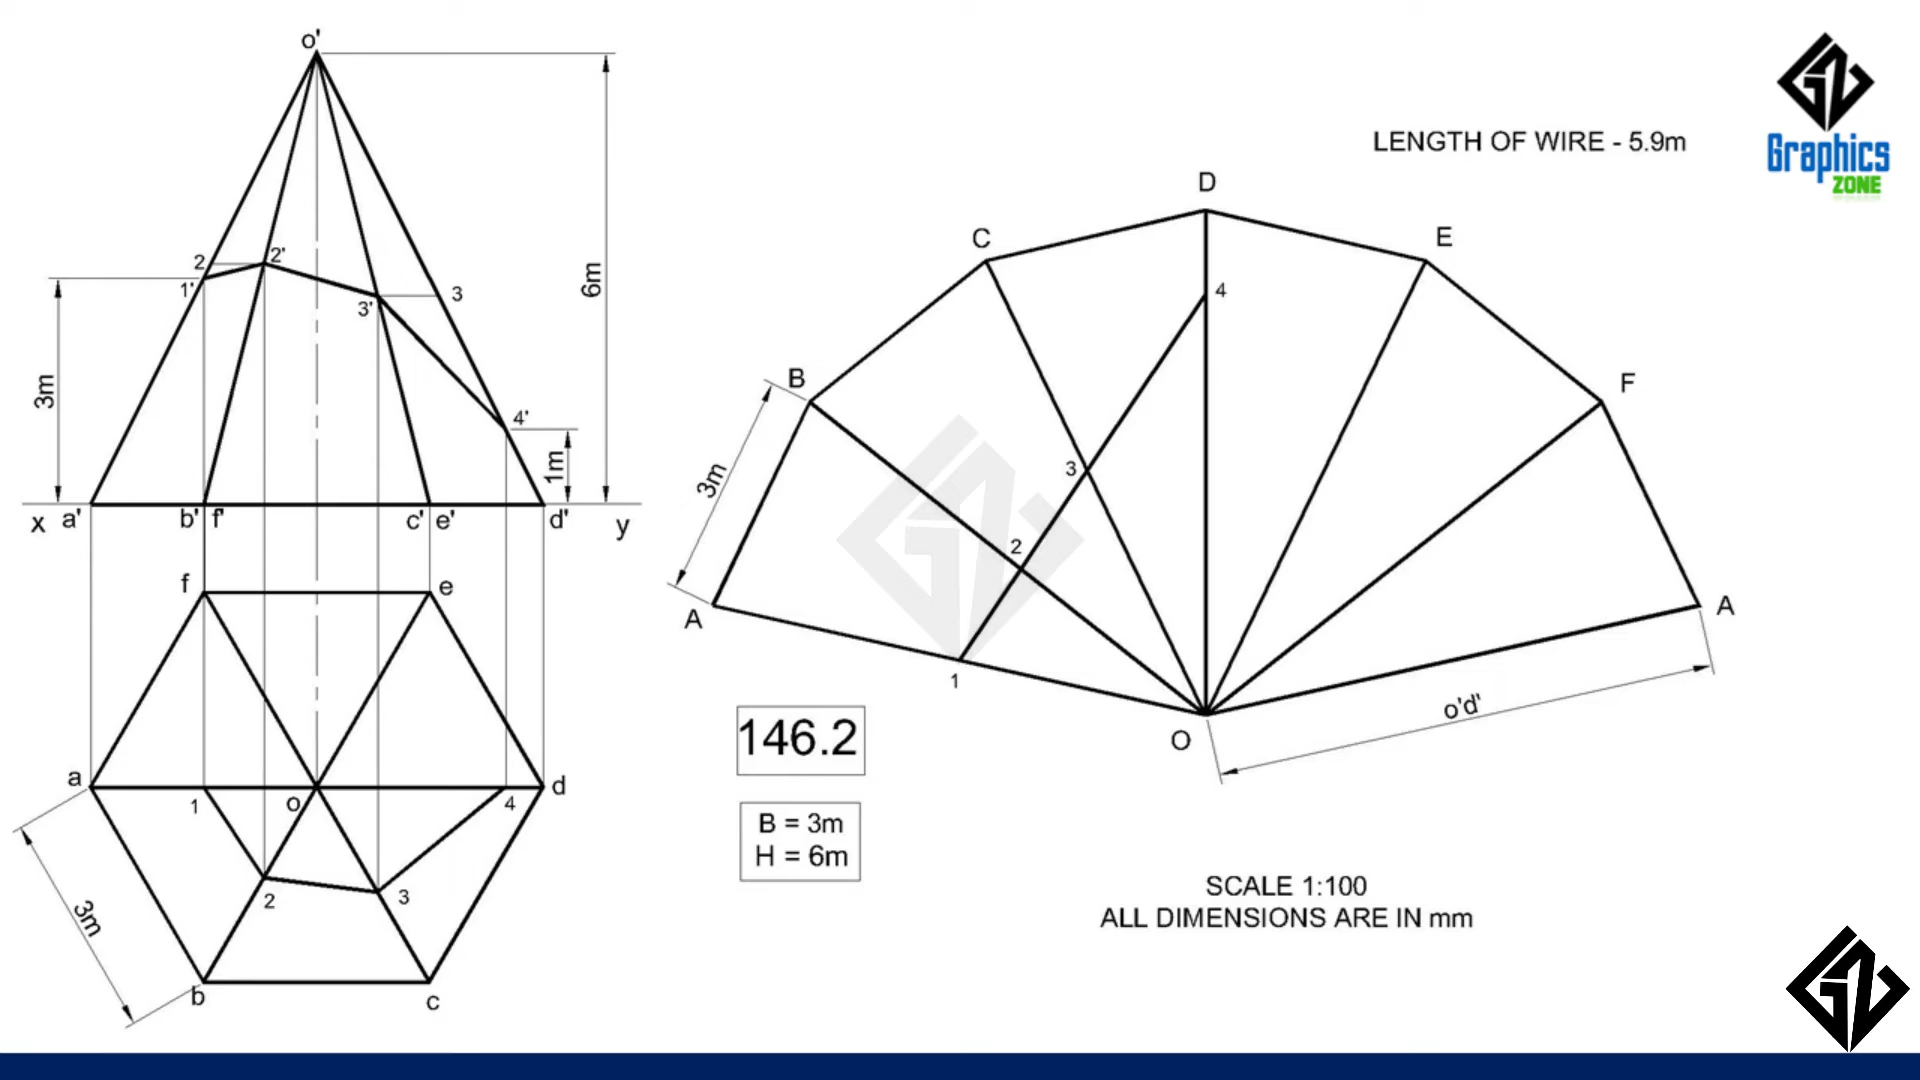 o'
2
2'
1'
3
3'
4'
3m
6m
1m
x
a'
b'
f'
c'
e'
d'
y
f
e
a
1
o
4
d
2
3
b
c
3m
LENGTH OF WIRE - 5.9m
Graphics
ZONE
D
C
E
4
B
F
3
3m
2
A
A
1
O
o'd'
146.2
B = 3m
H = 6m
SCALE 1:100
ALL DIMENSIONS ARE IN mm